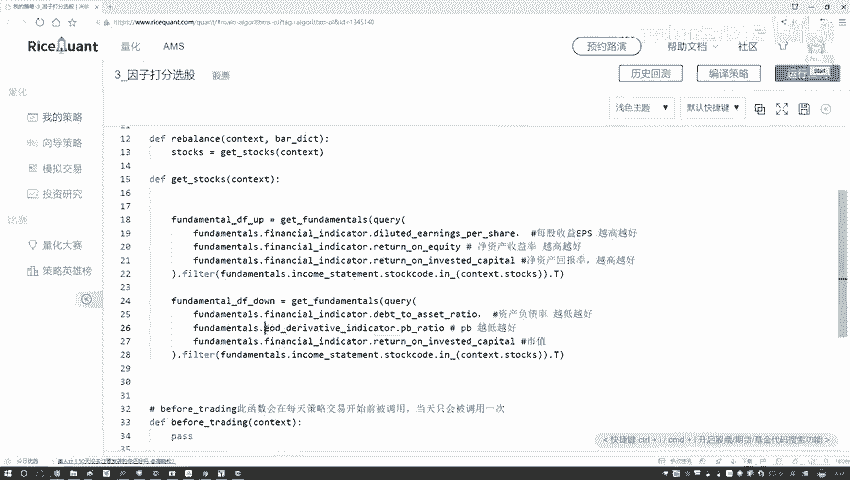 RiceQuant
量化
AMS
预约路演
帮助文档
社区
3_因子打分选股
股票
历史回测
编译策略
Start
量化
浅色主题
默认快捷键
我的策略
向导策略
模拟交易
投资研究
量化大赛
策略英雄榜
12 def rebalance(context, bar_dict):
13 stocks = get_stocks(context)
14
15 def get_stocks(context):
16
17
18 fundamental_df_up = get_fundamentals(query(
19 fundamentals.financial_indicator.diluted_earnings_per_share, #每股收益EPS 越高越好
20 fundamentals.financial_indicator.return_on_equity # 净资产收益率 越高越好
21 fundamentals.financial_indicator.return_on_invested_capital #净资产回报率，越高越好
22 ).filter(fundamentals.income_statement.stockcode.in_(context.stocks)).T)
23
24 fundamental_df_down = get_fundamentals(query(
25 fundamentals.financial_indicator.debt_to_asset_ratio, #资产负债率 越低越好
26 fundamentals.eod_derivative_indicator.pb_ratio # pb 越低越好
27 fundamentals.financial_indicator.return_on_invested_capital #市值
28 ).filter(fundamentals.income_statement.stockcode.in_(context.stocks)).T)
29
30
31
32 # before_trading此函数会在每天策略交易开始前被调用，当天只会被调用一次
33 def before_trading(context):
34 pass